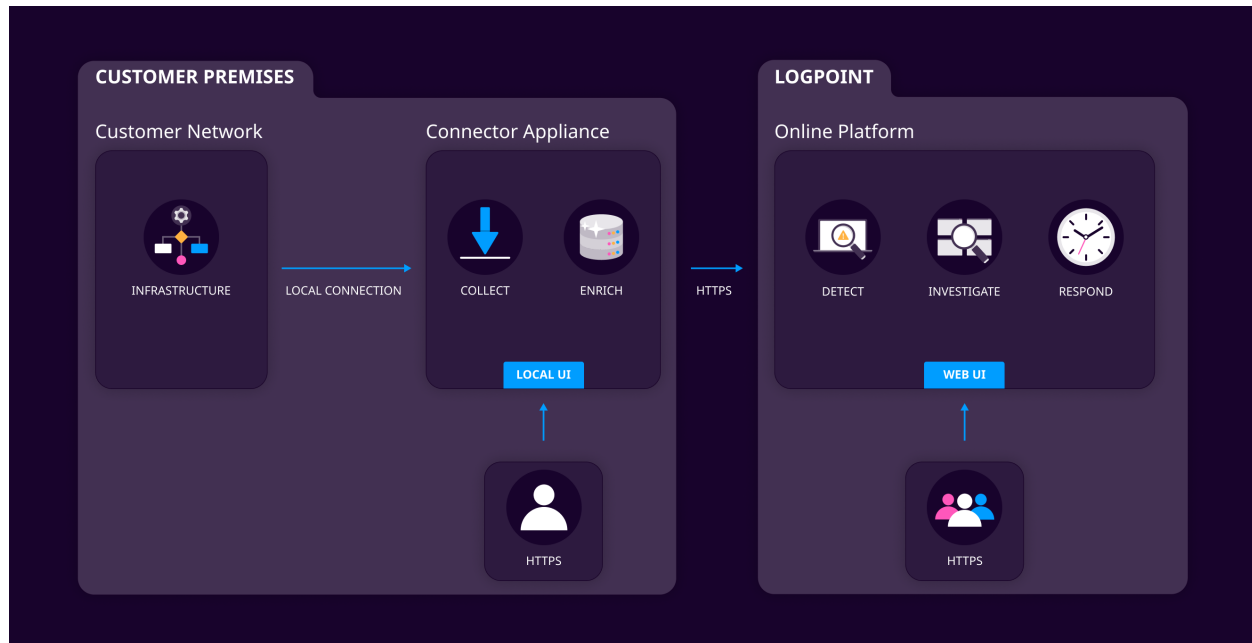 CUSTOMER PREMISES
Customer Network
Connector Appliance
INFRASTRUCTURE
LOCAL CONNECTION
COLLECT
ENRICH
LOCAL UI
HTTPS
HTTPS
LOGPOINT
Online Platform
DETECT
INVESTIGATE
RESPOND
WEB UI
HTTPS